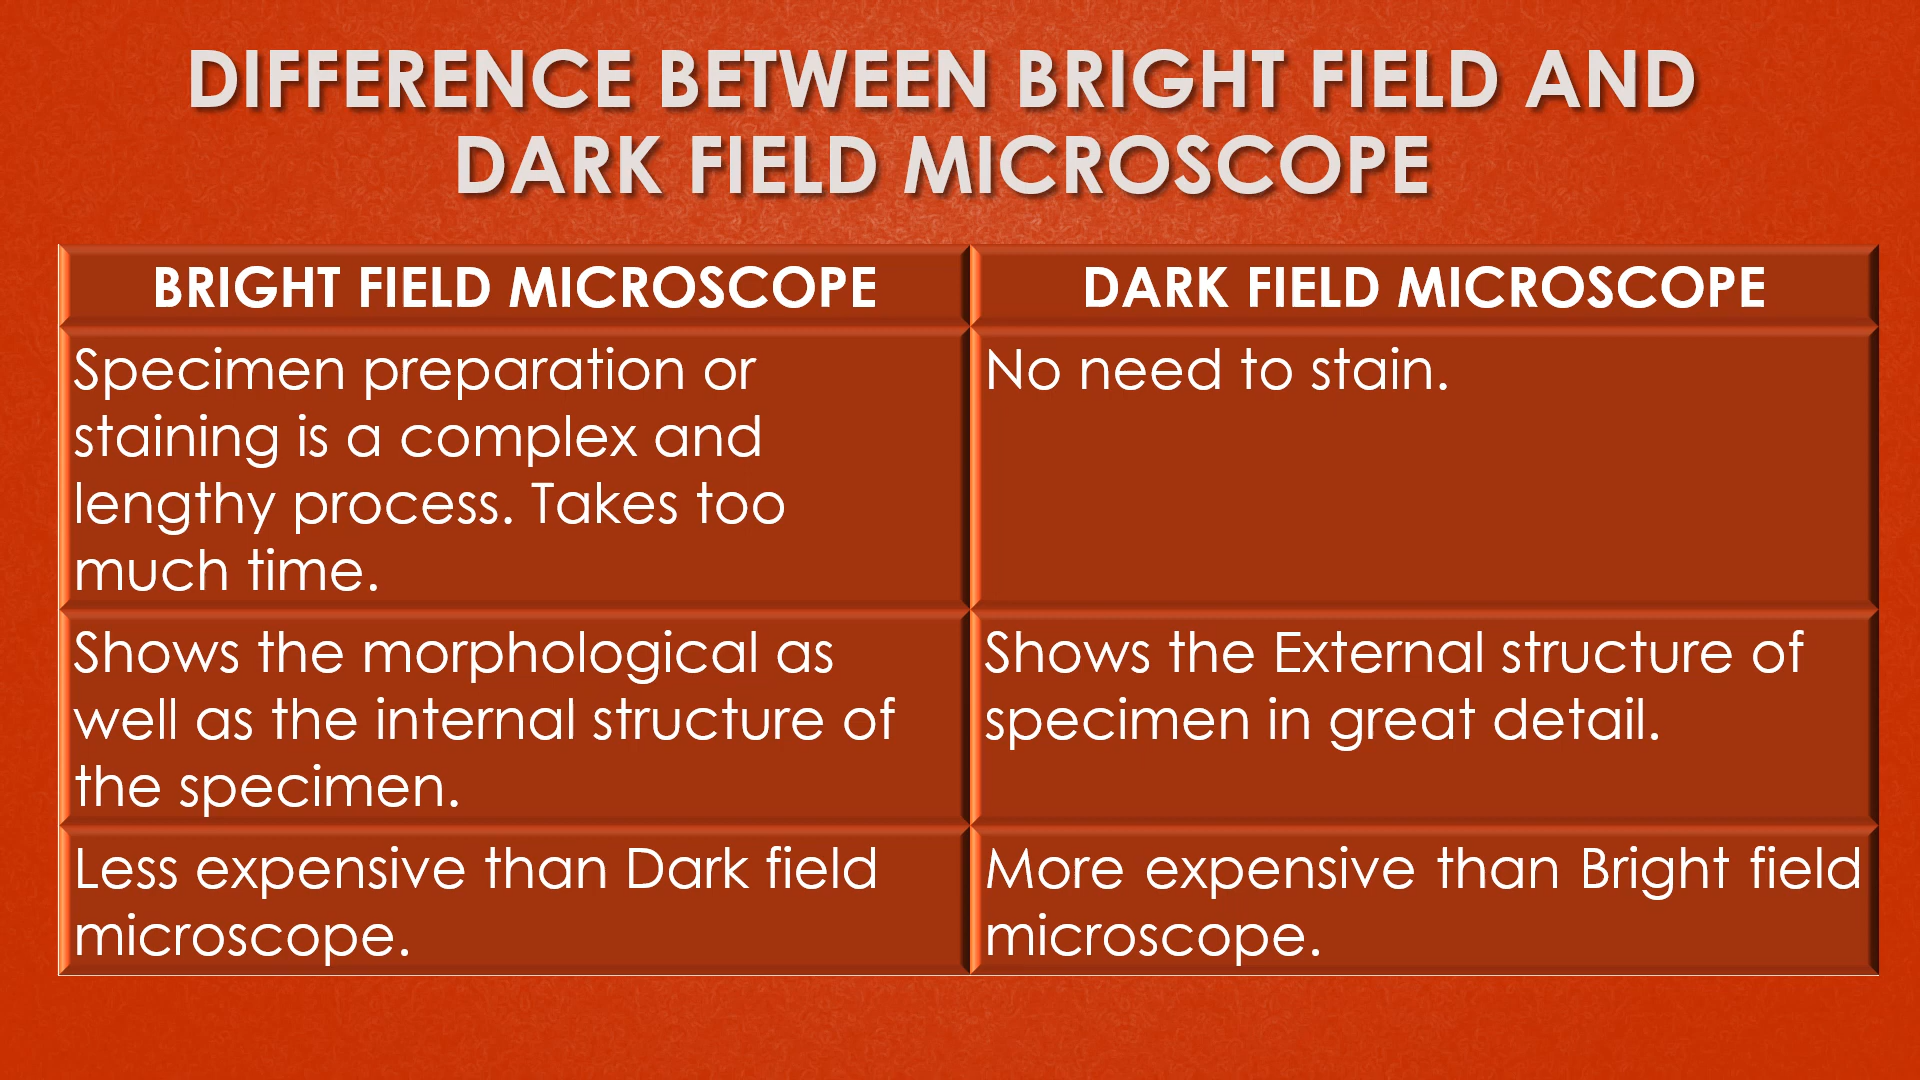 DIFFERENCE BETWEEN BRIGHT FIELD AND
DARK FIELD MICROSCOPE
BRIGHT FIELD MICROSCOPE
DARK FIELD MICROSCOPE
Specimen preparation or
staining is a complex and
lengthy process. Takes too
much time.
No need to stain.
Shows the morphological as
well as the internal structure of
the specimen.
Shows the External structure of
specimen in great detail.
Less expensive than Dark field
microscope.
More expensive than Bright field
microscope.